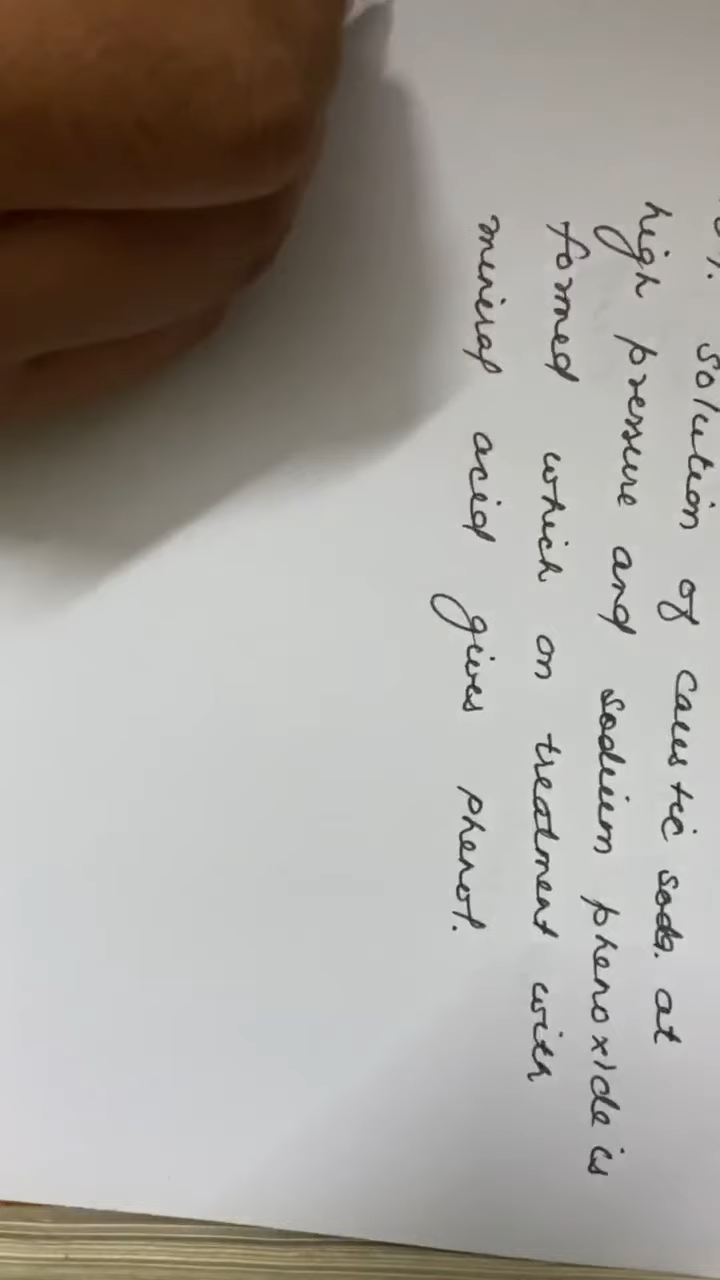 solution of caustic soda. at
high pressure and sodium phenoxide is
formed which on treatment with
mineral acid gives phenol.